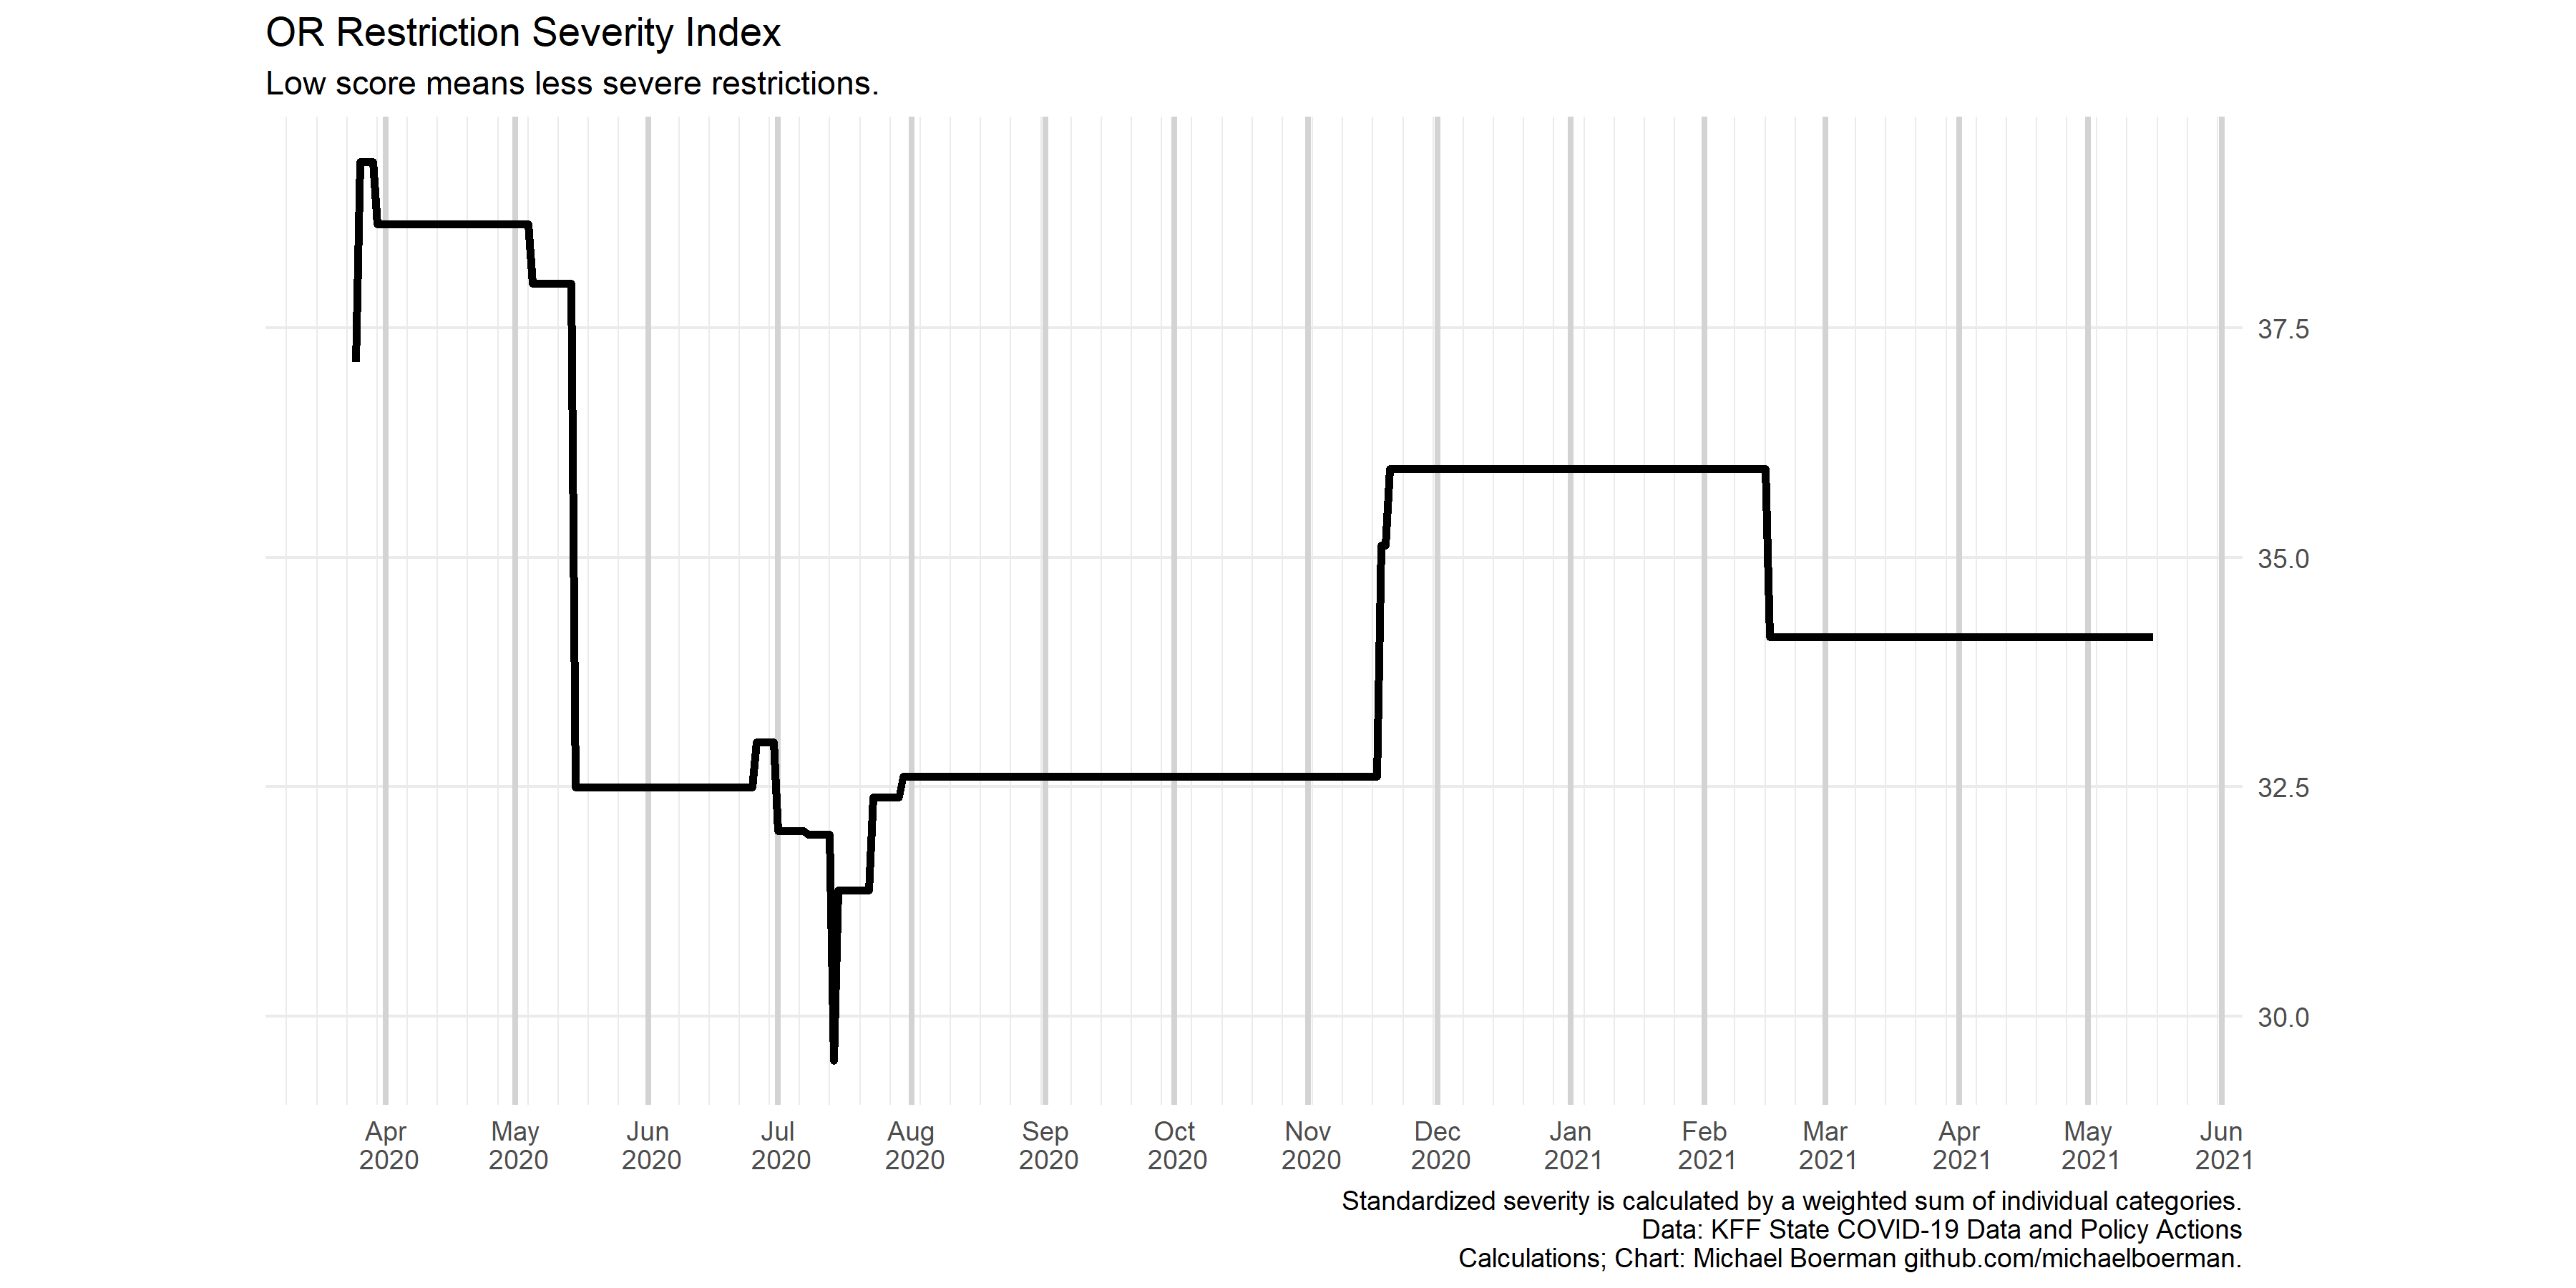 OR Restriction Severity Index
Low score means less severe restrictions.
37.5
35.0
32.5
30.0
Apr May Jun Jul Aug Sep Oct Nov Dec Jan Feb Mar Apr May Jun
2020 2020 2020 2020 2020 2020 2020 2020 2020 2021 2021 2021 2021 2021 2021
Standardized severity is calculated by a weighted sum of individual categories.
Data: KFF State COVID-19 Data and Policy Actions
Calculations; Chart: Michael Boerman github.com/michaelboerman.